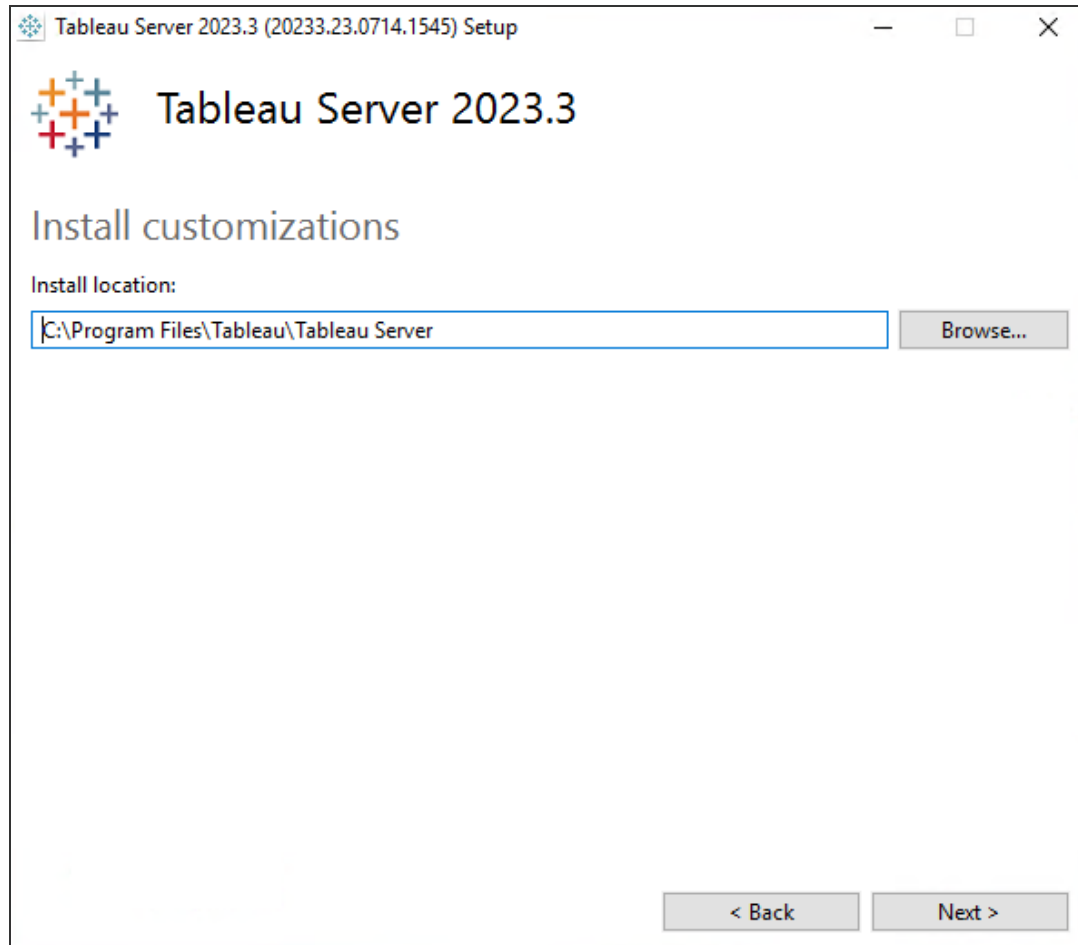 Tableau Server 2023.3 (20233.23.0714.1545) Setup
Tableau Server 2023.3
Install customizations
Install location:
C:\Program Files\Tableau\Tableau Server
Browse...
< Back
Next >